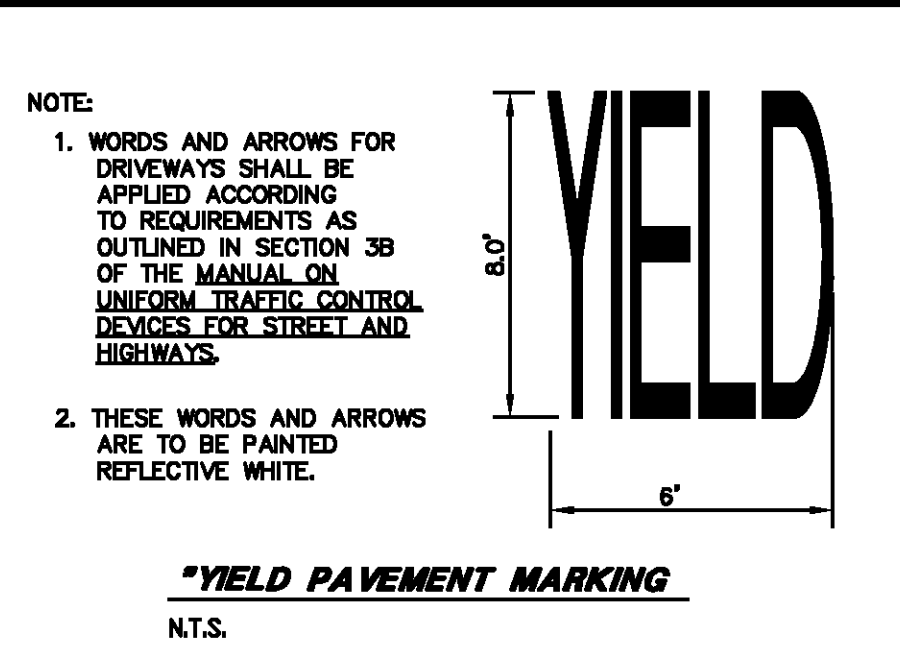 NOTE:
1. WORDS AND ARROWS FOR
DRIVEWAYS SHALL BE
APPLIED ACCORDING
TO REQUIREMENTS AS
OUTLINED IN SECTION 3B
OF THE MANUAL ON
UNIFORM TRAFFIC CONTROL
DEVICES FOR STREET AND
HIGHWAYS.
2. THESE WORDS AND ARROWS
ARE TO BE PAINTED
REFLECTIVE WHITE.
YIELD
8.0'
6'
"YIELD PAVEMENT MARKING
N.T.S.